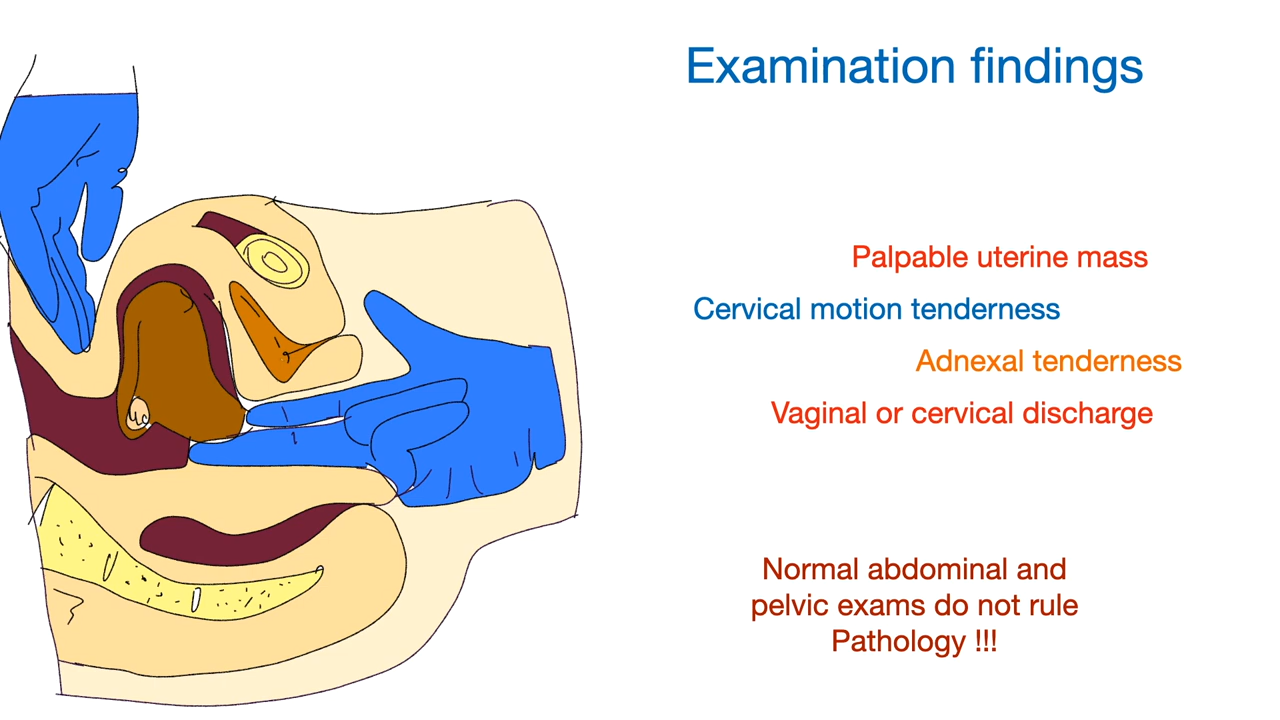 Examination findings
Palpable uterine mass
Cervical motion tenderness
Adnexal tenderness
Vaginal or cervical discharge
Normal abdominal and
pelvic exams do not rule
Pathology !!!